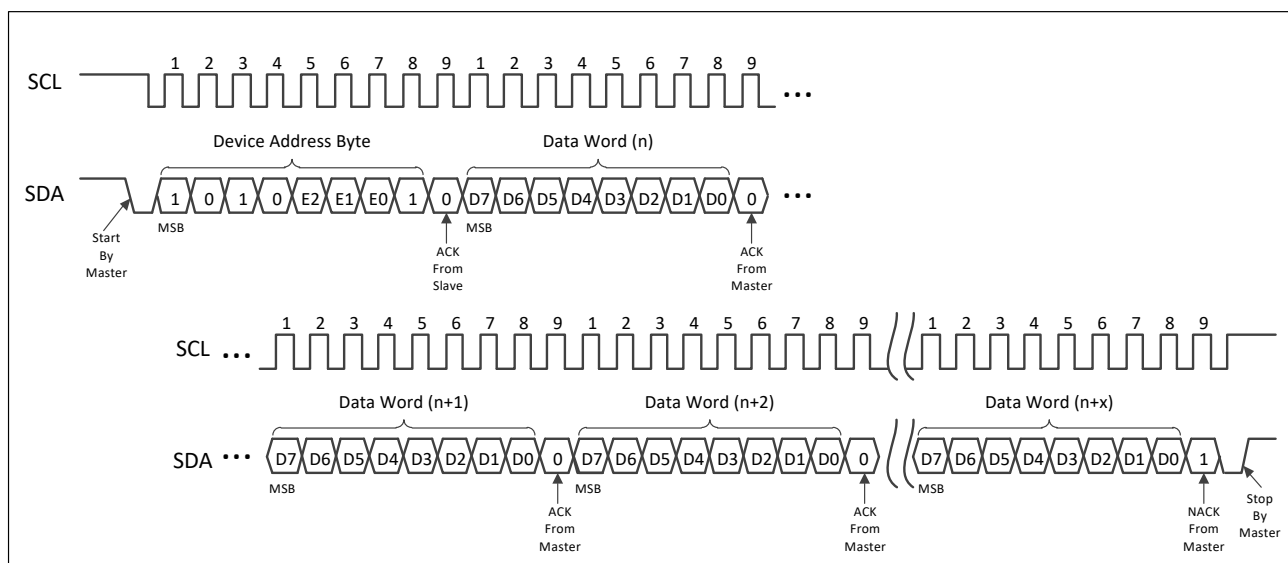 1 2 3 4 5 6 7 8 9 1 2 3 4 5 6 7 8 9
SCL •••
Device Address Byte Data Word (n)
SDA 1 0 1 0 E2 E1 E0 1 0 D7 D6 D5 D4 D3 D2 D1 D0 0 •••
MSB MSB
Start
By
Master
ACK
From
Slave
ACK
From
Master
1 2 3 4 5 6 7 8 9 1 2 3 4 5 6 7 8 9 1 2 3 4 5 6 7 8 9
SCL •••
Data Word (n+1) Data Word (n+2) Data Word (n+x)
SDA ••• D7 D6 D5 D4 D3 D2 D1 D0 0 D7 D6 D5 D4 D3 D2 D1 D0 0 D7 D6 D5 D4 D3 D2 D1 D0 1
MSB MSB MSB
ACK
From
Master
ACK
From
Master
NACK
From
Master
Stop
By
Master